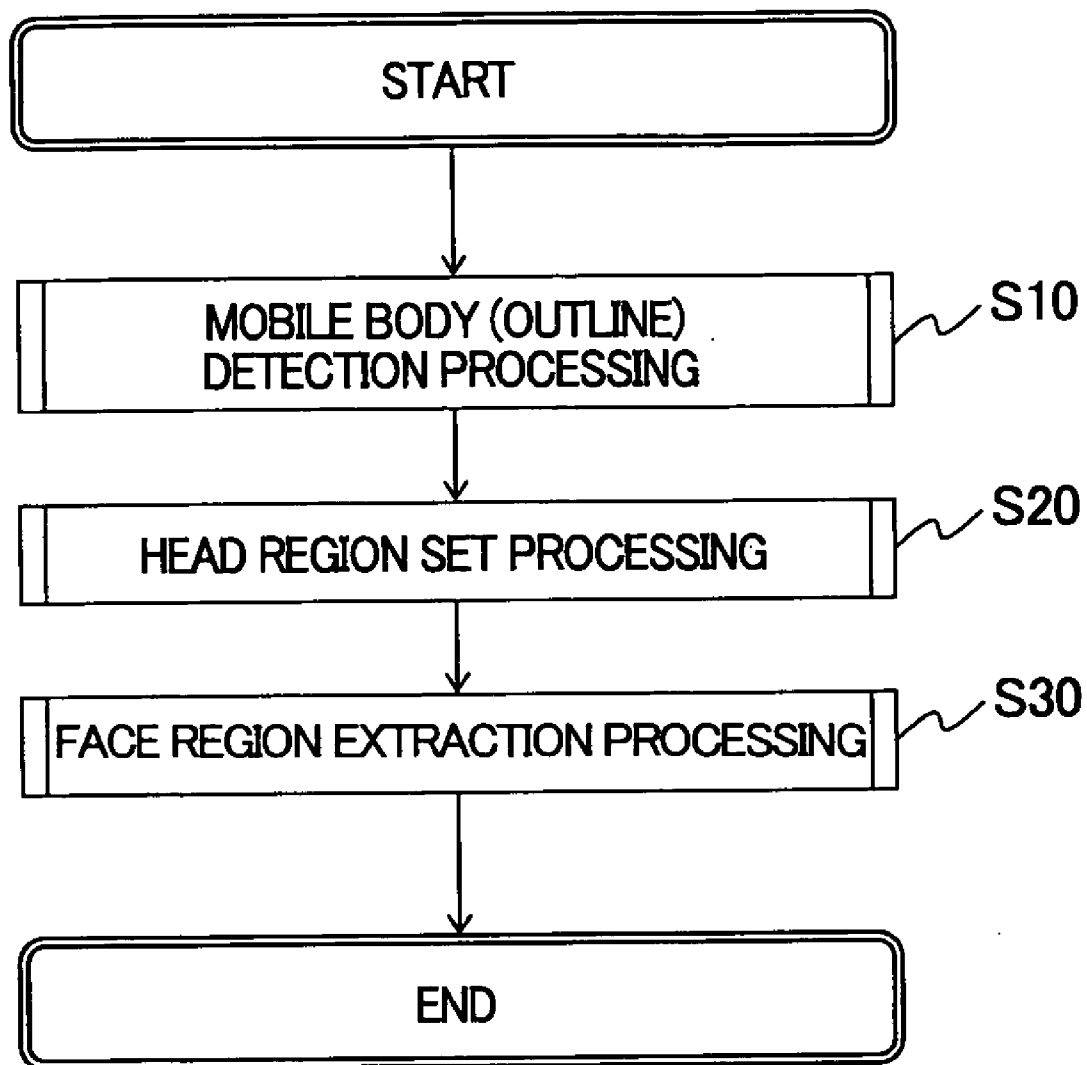 START
MOBILE BODY (OUTLINE)
DETECTION PROCESSING
S10
HEAD REGION SET PROCESSING
S20
FACE REGION EXTRACTION PROCESSING
S30
END